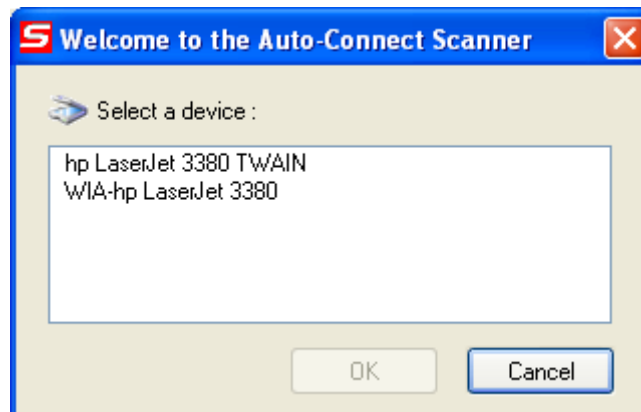 S Welcome to the Auto-Connect Scanner
Select a device :
hp LaserJet 3380 TWAIN
WIA-hp LaserJet 3380
OK
Cancel